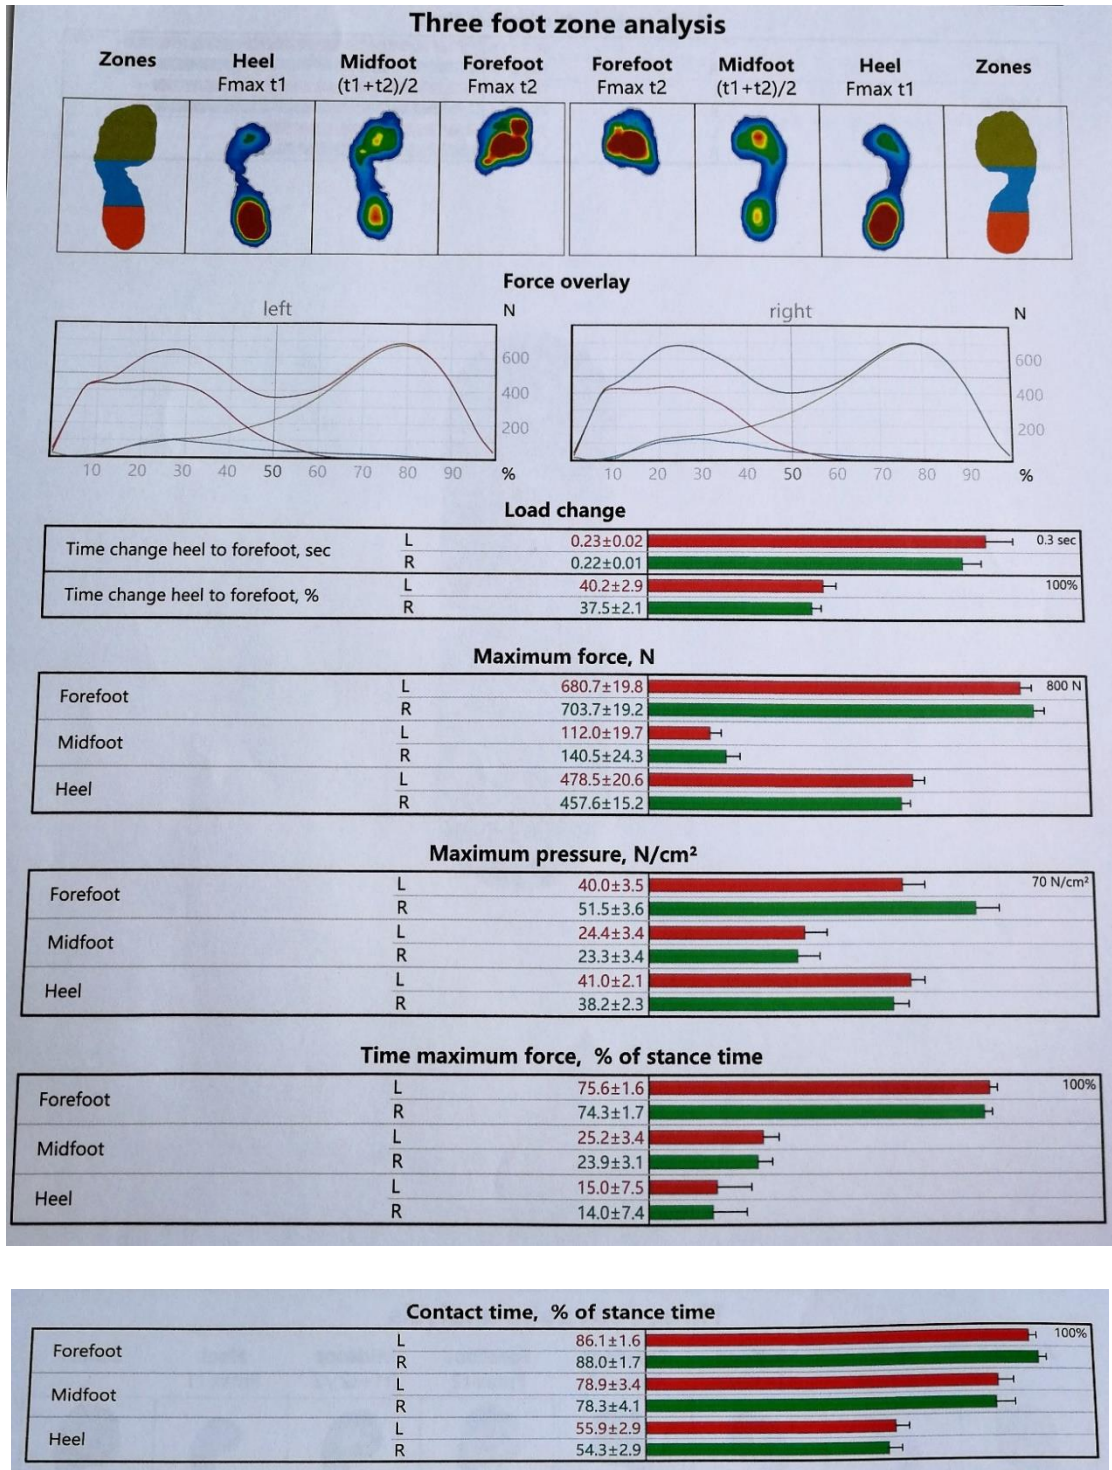 Three foot zone analysis
Zones Heel Midfoot Forefoot Forefoot Midfoot Heel Zones
Fmax t1 (t1+t2)/2 Fmax t2 Fmax t2 (t1+t2)/2 Fmax t1
Force overlay
left N right N
600 600
400 400
200 200
10 20 30 40 50 60 70 80 90 % 10 20 30 40 50 60 70 80 90 %
Load change
Time change heel to forefoot, sec L 0.23±0.02 0.3 sec
R 0.22±0.01
Time change heel to forefoot, % L 40.2±2.9 100%
R 37.5±2.1
Maximum force, N
Forefoot L 680.7±19.8 800 N
R 703.7±19.2
Midfoot L 112.0±19.7
R 140.5±24.3
Heel L 478.5±20.6
R 457.6±15.2
Maximum pressure, N/cm²
Forefoot L 40.0±3.5 70 N/cm²
R 51.5±3.6
Midfoot L 24.4±3.4
R 23.3±3.4
Heel L 41.0±2.1
R 38.2±2.3
Time maximum force, % of stance time
Forefoot L 75.6±1.6 100%
R 74.3±1.7
Midfoot L 25.2±3.4
R 23.9±3.1
Heel L 15.0±7.5
R 14.0±7.4
Contact time, % of stance time
Forefoot L 86.1±1.6 100%
R 88.0±1.7
Midfoot L 78.9±3.4
R 78.3±4.1
Heel L 55.9±2.9
R 54.3±2.9